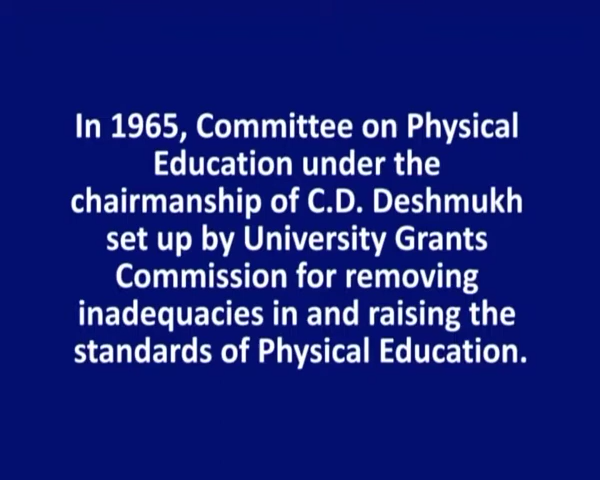 In 1965, Committee on Physical
Education under the
chairmanship of C.D. Deshmukh
set up by University Grants
Commission for removing
inadequacies in and raising the
standards of Physical Education.